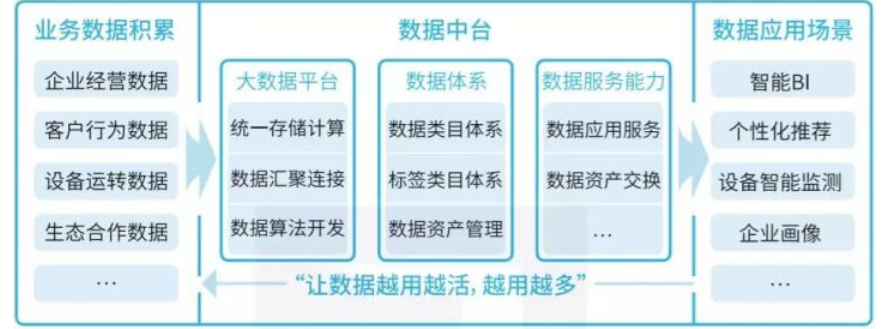 业务数据积累
企业经营数据
客户行为数据
设备运转数据
生态合作数据
...
数据中台
大数据平台
统一存储计算
数据汇聚连接
数据算法开发
数据体系
数据类目体系
标签类目体系
数据资产管理
数据服务能力
数据应用服务
数据资产交换
...
“让数据越用越活，越用越多”
数据应用场景
智能BI
个性化推荐
设备智能监测
企业画像
...